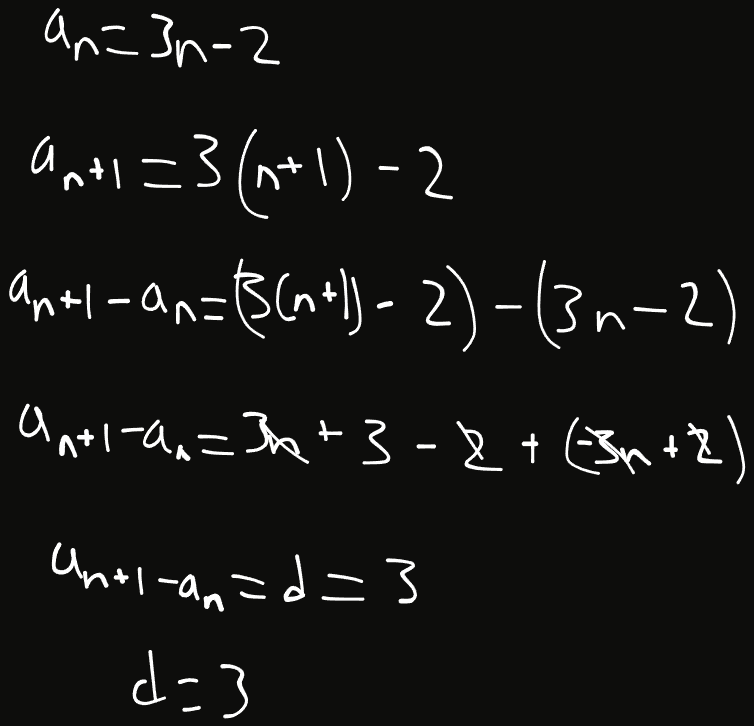 aₙ = 3n - 2
aₙ₊₁ = 3(n+1) - 2
aₙ₊₁ - aₙ = (3(n+1) - 2) - (3n - 2)
aₙ₊₁ - aₙ = 3n + 3 - 2 + (-3n + 2)
aₙ₊₁ - aₙ = d = 3
d = 3